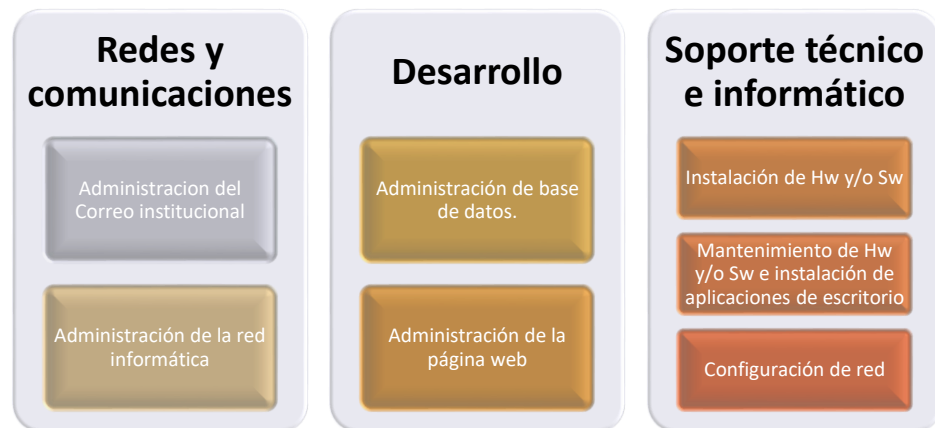 Redes y
comunicaciones
Administracion del
Correo institucional
Administración de la red
informática
Desarrollo
Administración de base
de datos.
Administración de la
página web
Soporte técnico
e informático
Instalación de Hw y/o Sw
Mantenimiento de Hw
y/o Sw e instalación de
aplicaciones de escritorio
Configuración de red